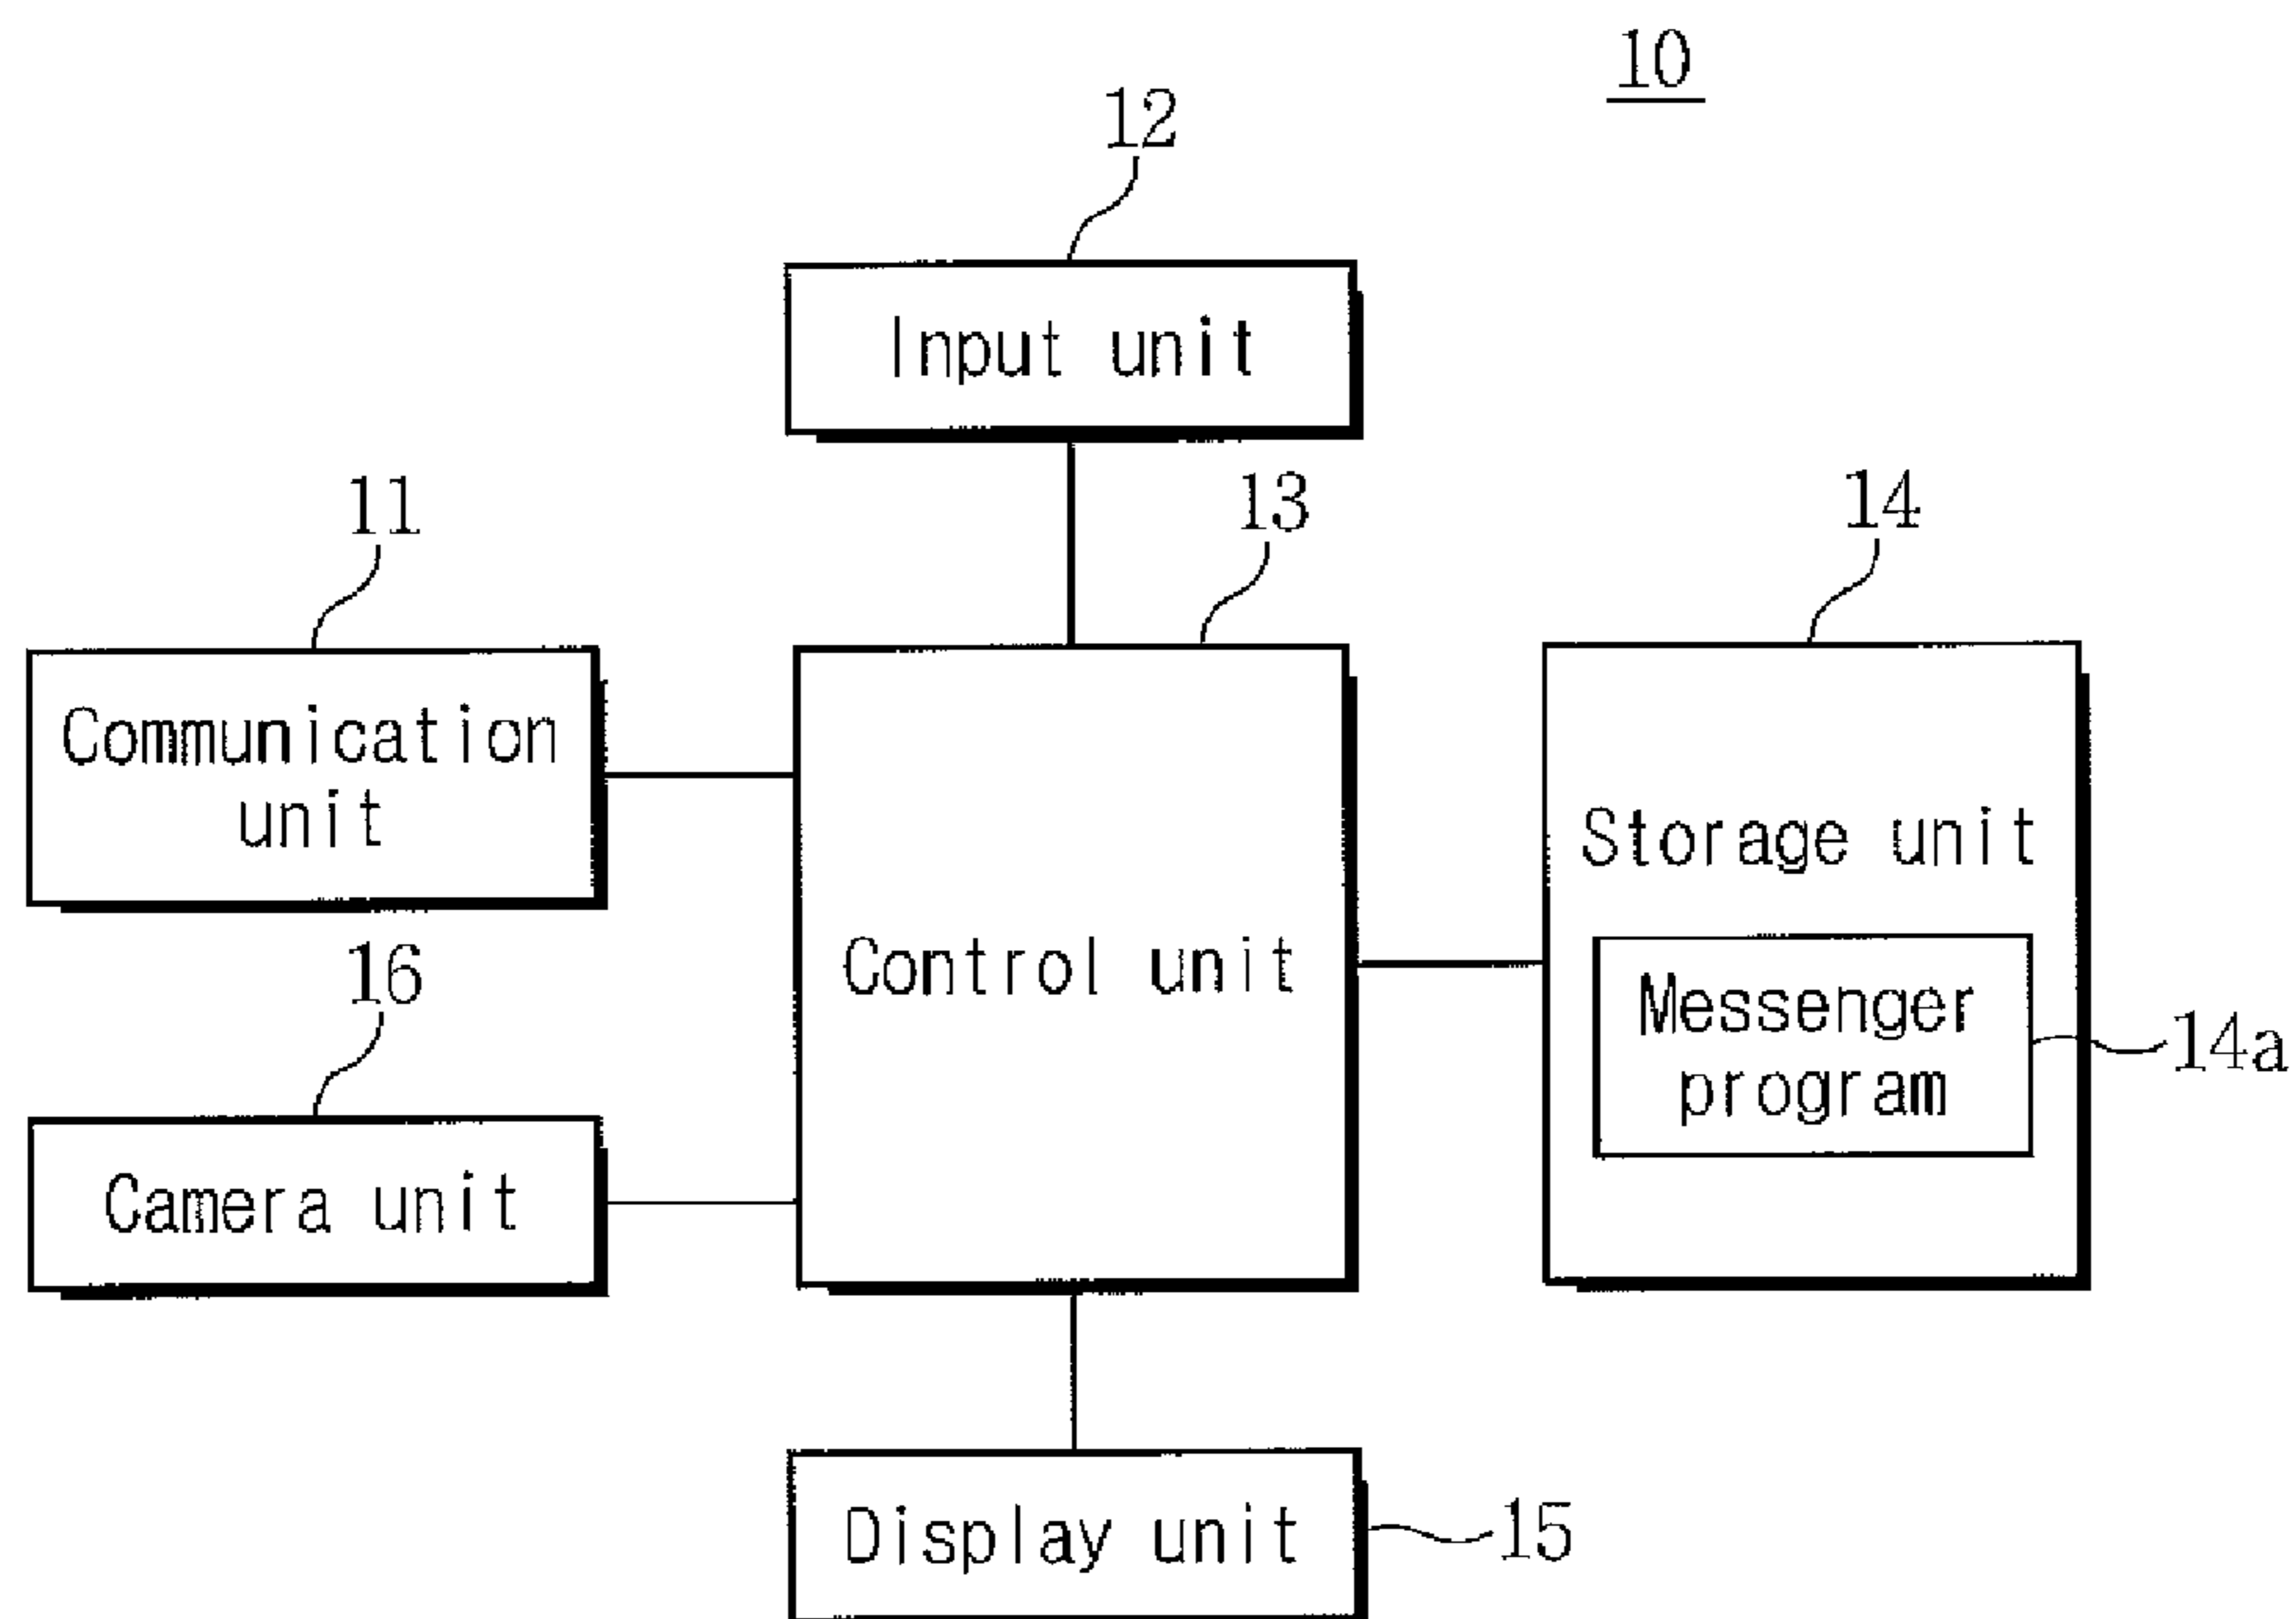 10
12
Input unit
11
13
14
Communication
unit
Storage unit
16
Control unit
Messenger
program
14a
Camera unit
Display unit
15